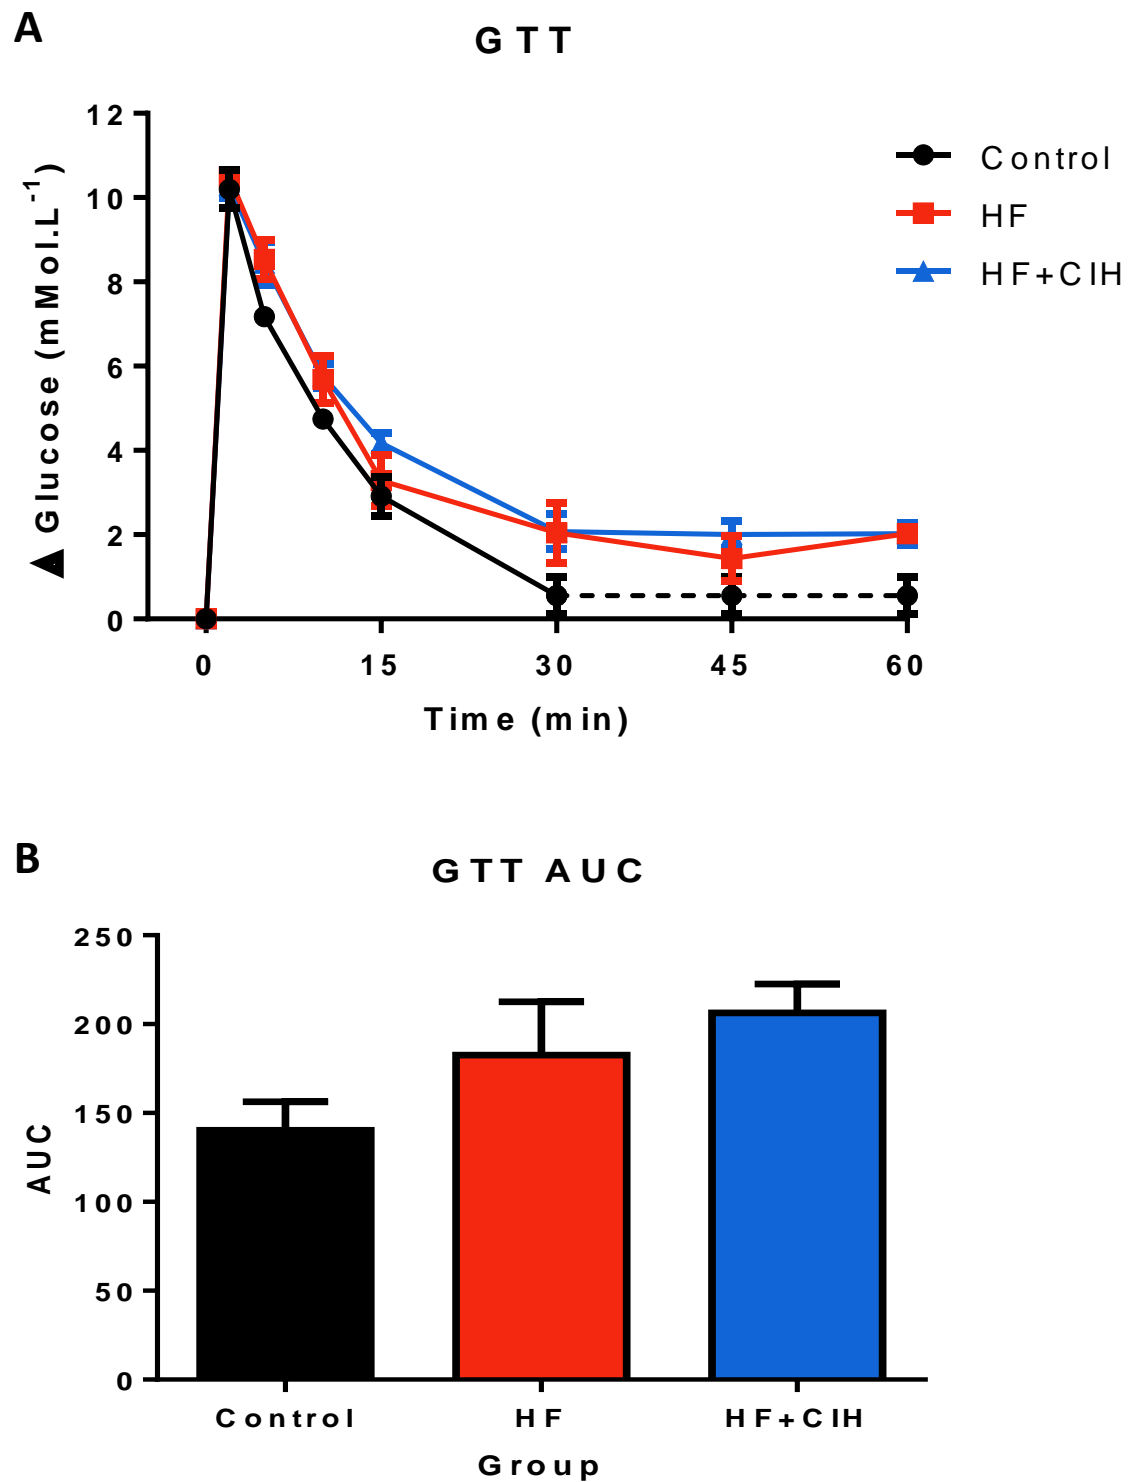 A
GTT
▲ Glucose (mMol.L⁻¹)
12
10
8
6
4
2
0
0 15 30 45 60
Time (min)
Control
HF
HF+CIH
B
GTT AUC
AUC
250
200
150
100
50
0
Control HF HF+CIH
Group